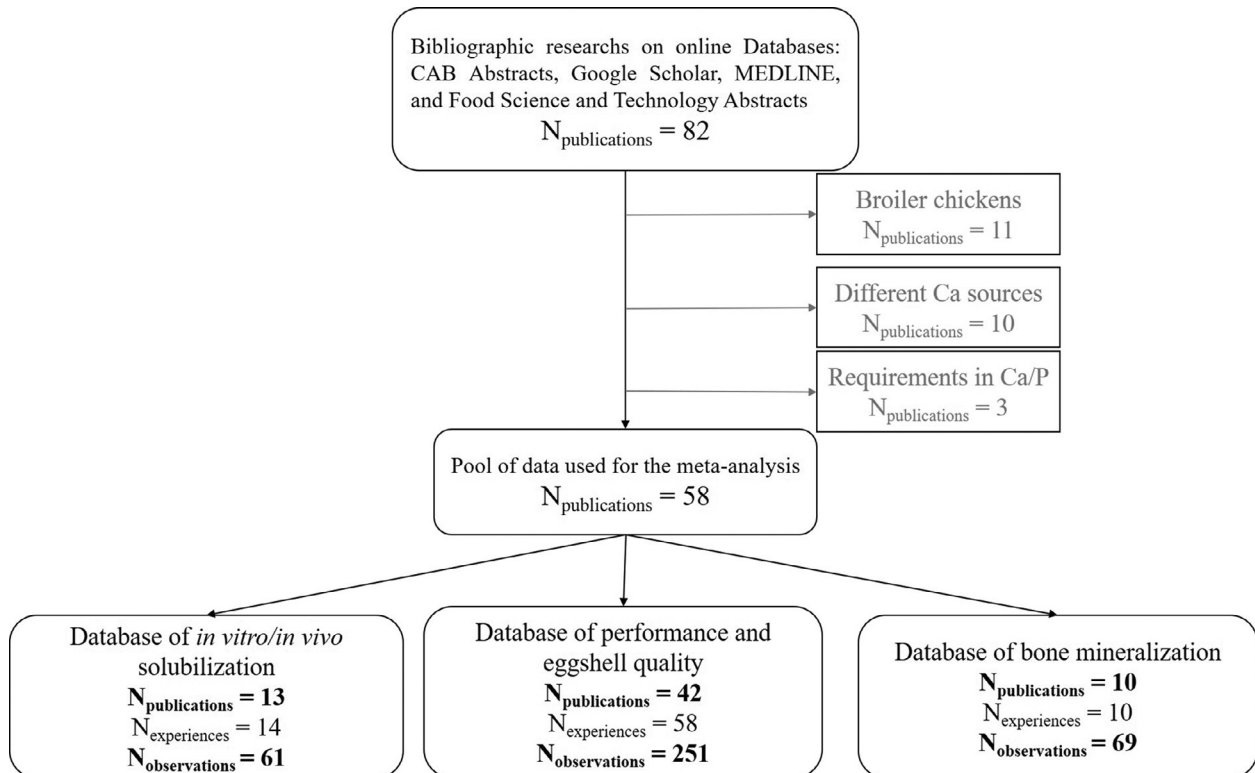 Bibliographic researchs on online Databases:
CAB Abstracts, Google Scholar, MEDLINE,
and Food Science and Technology Abstracts
Npublications = 82
Broiler chickens
Npublications = 11
Different Ca sources
Npublications = 10
Requirements in Ca/P
Npublications = 3
Pool of data used for the meta-analysis
Npublications = 58
Database of in vitro/in vivo
solubilization
Npublications = 13
Nexperiences = 14
Nobservations = 61
Database of performance and
eggshell quality
Npublications = 42
Nexperiences = 58
Nobservations = 251
Database of bone mineralization
Npublications = 10
Nexperiences = 10
Nobservations = 69